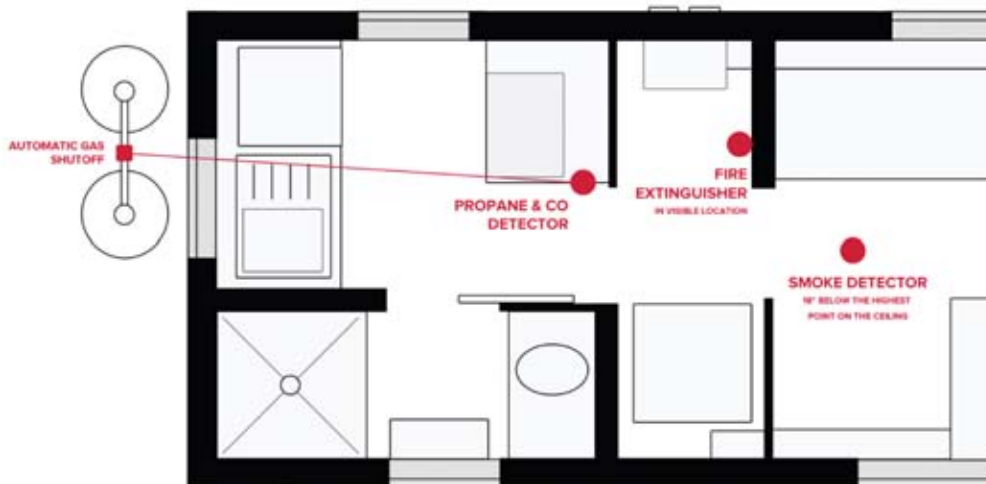 AUTOMATIC GAS
SHUTOFF
PROPANE & CO
DETECTOR
FIRE
EXTINGUISHER
IN VISIBLE LOCATION
SMOKE DETECTOR
18" BELOW THE HIGHEST
POINT ON THE CEILING